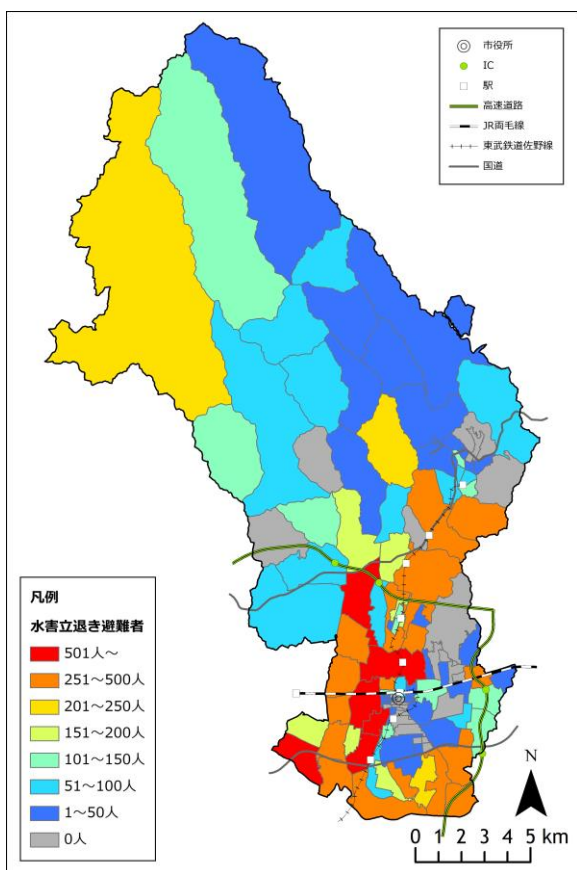 市役所
IC
駅
高速道路
JR両毛線
東武鉄道佐野線
国道
凡例
水害立退き避難者
501人～
251～500人
201～250人
151～200人
101～150人
51～100人
1～50人
0人
N
0 1 2 3 4 5 km